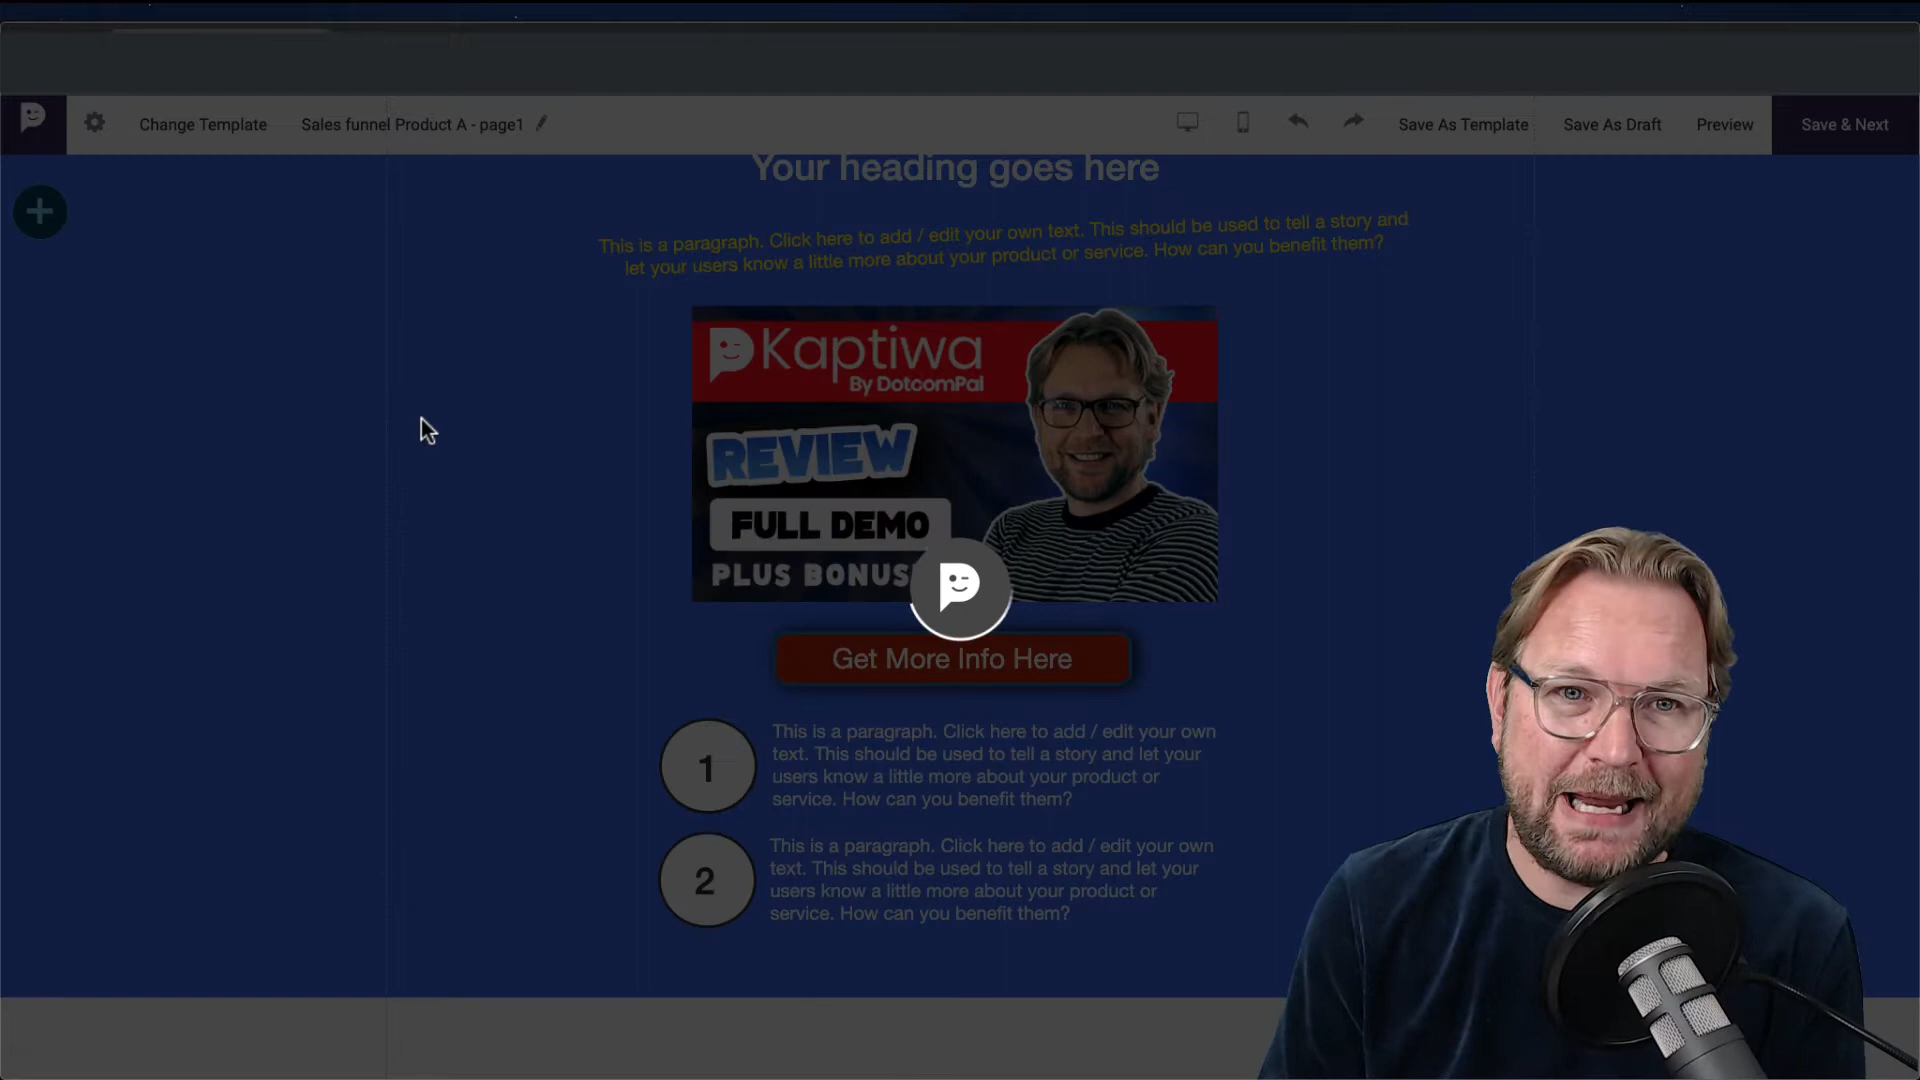 Change Template
Sales funnel Product A - page1
Save As Template
Save As Draft
Preview
Save & Next
Your heading goes here
This is a paragraph. Click here to add / edit your own text. This should be used to tell a story and
let your users know a little more about your product or service. How can you benefit them?
Kaptiwa
By DotcomPal
REVIEW
FULL DEMO
PLUS BONUS
Get More Info Here
1
This is a paragraph. Click here to add / edit your own
text. This should be used to tell a story and let your
users know a little more about your product or
service. How can you benefit them?
2
This is a paragraph. Click here to add / edit your own
text. This should be used to tell a story and let your
users know a little more about your product or
service. How can you benefit them?